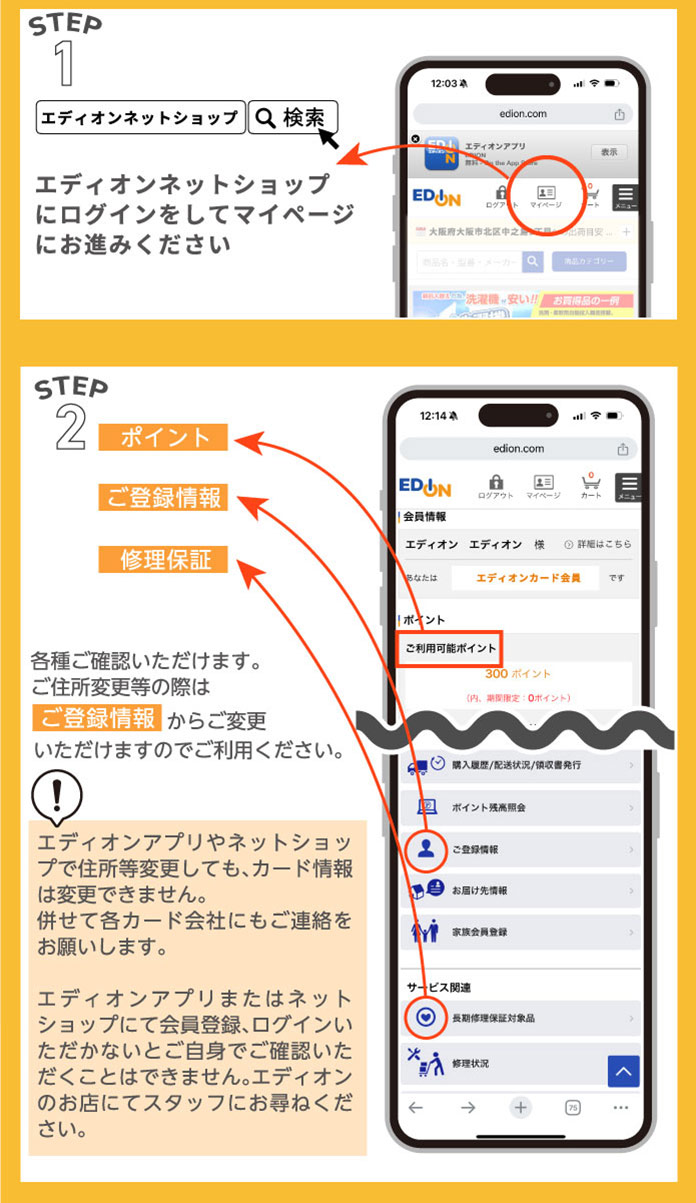 STEP
1
エディオンネットショップ
検索
エディオンネットショップ
にログインをしてマイページ
にお進みください
12:03
edion.com
エディオンアプリ
表示
EDION
ログアウト
マイページ
メニュー
商品名・型番・メーカー
商品カテゴリー
洗濯機が安い!!
お買得品の一例
STEP
2
ポイント
ご登録情報
修理保証
各種ご確認いただけます。
ご住所変更等の際は
ご登録情報 からご変更
いただけますのでご利用ください。
!
エディオンアプリやネットショッ
プで住所等変更しても、カード情報
は変更できません。
併せて各カード会社にもご連絡を
お願いします。
エディオンアプリまたはネット
ショップにて会員登録、ログインい
ただかないとご自身でご確認いた
だくことはできません。エディオン
のお店にてスタッフにお尋ねくだ
さい。
12:14
edion.com
EDION
ログアウト
マイページ
0
カート
メニュー
会員情報
エディオン エディオン 様
詳細はこちら
あなたは
エディオンカード会員
です
ポイント
ご利用可能ポイント
300 ポイント
(内、期間限定:0ポイント)
購入履歴/配送状況/領収書発行
ポイント残高照会
ご登録情報
お届け先情報
家族会員登録
サービス関連
長期修理保証対象品
修理状況
75